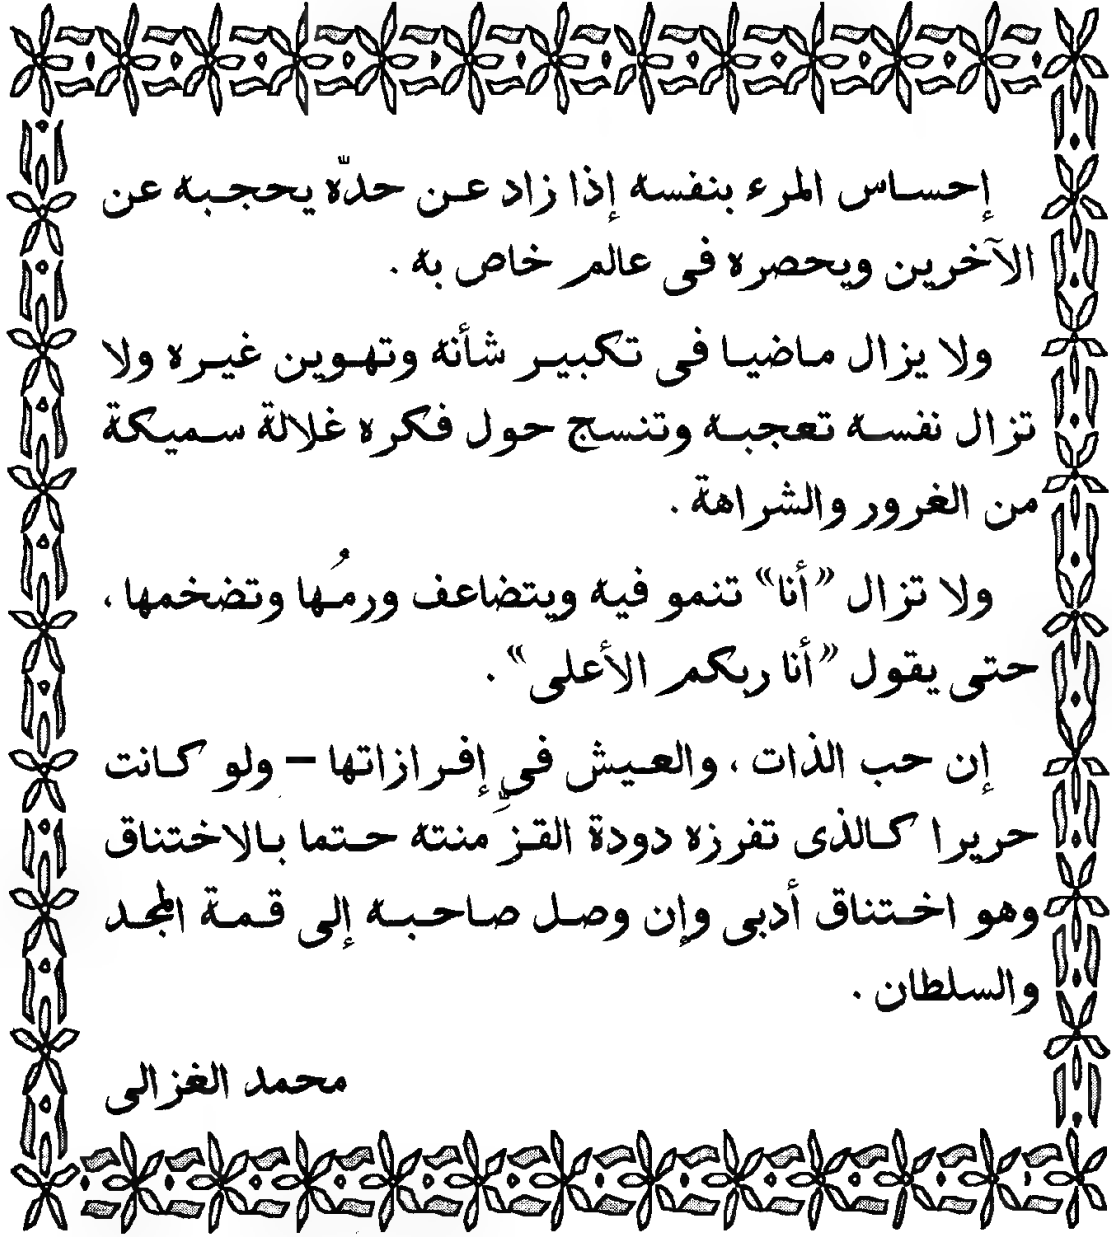 إحساس المرء بنفسه إذا زاد عن حدّه يحجبه عن
الآخرين ويحصره فى عالم خاص به .
ولا يزال ماضيا فى تكبير شأنه وتهوين غيره ولا
تزال نفسه تعجبه وتنسج حول فكره غلالة سميكة
من الغرور والشراهة .
ولا تزال «أنا» تنمو فيه ويتضاعف ورمُها وتضخمها ،
حتى يقول «أنا ربكم الأعلى» .
إن حب الذات ، والعيش فى إفرازاتها – ولو كانت
حريرا كالذى تفرزه دودة القزِّ منته حتما بالاختناق
وهو اختناق أدبى وإن وصل صاحبه إلى قمة المجد
والسلطان .
محمد الغزالى